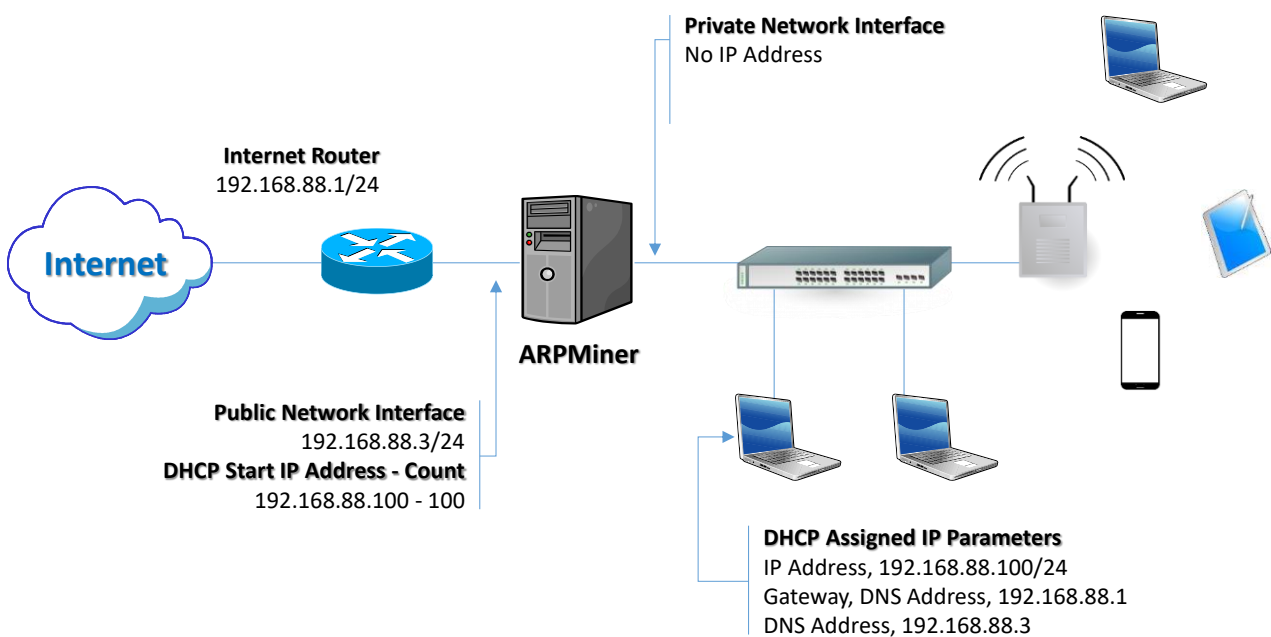 Private Network Interface
No IP Address
Internet Router
192.168.88.1/24
Internet
ARPMiner
Public Network Interface
192.168.88.3/24
DHCP Start IP Address - Count
192.168.88.100 - 100
DHCP Assigned IP Parameters
IP Address, 192.168.88.100/24
Gateway, DNS Address, 192.168.88.1
DNS Address, 192.168.88.3